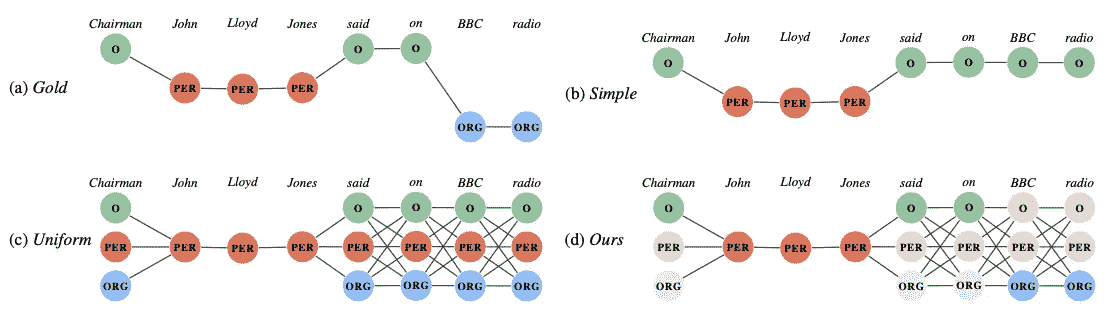 Chairman John Lloyd Jones said on BBC radio
O O O
(a) Gold
PER PER PER
ORG ORG
Chairman John Lloyd Jones said on BBC radio
O O O O O
(b) Simple
PER PER PER
Chairman John Lloyd Jones said on BBC radio
O O O O O
(c) Uniform
PER PER PER PER PER PER PER PER
ORG ORG ORG ORG ORG
Chairman John Lloyd Jones said on BBC radio
O O O O O
(d) Ours
PER PER PER PER PER PER PER PER
ORG ORG ORG ORG ORG